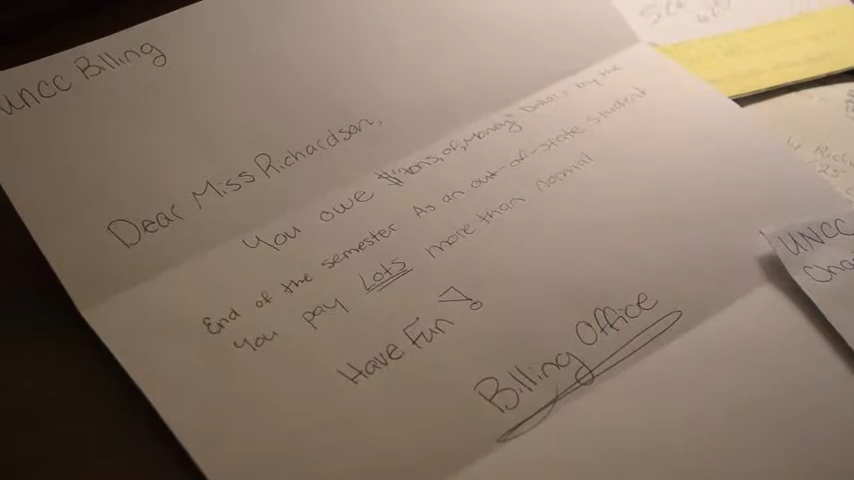 UNCC Billing
Dear Miss Richardson,
You owe $"tons,of,Money" by the
End of the semester As an out-of-state student
You pay Lots more than normal
Have Fun!
Billing Office
UNCC